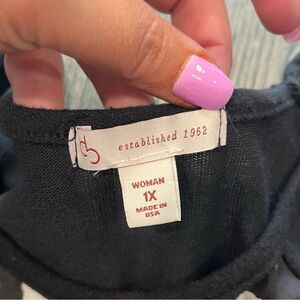 established 1962
WOMAN
1X
MADE IN
USA